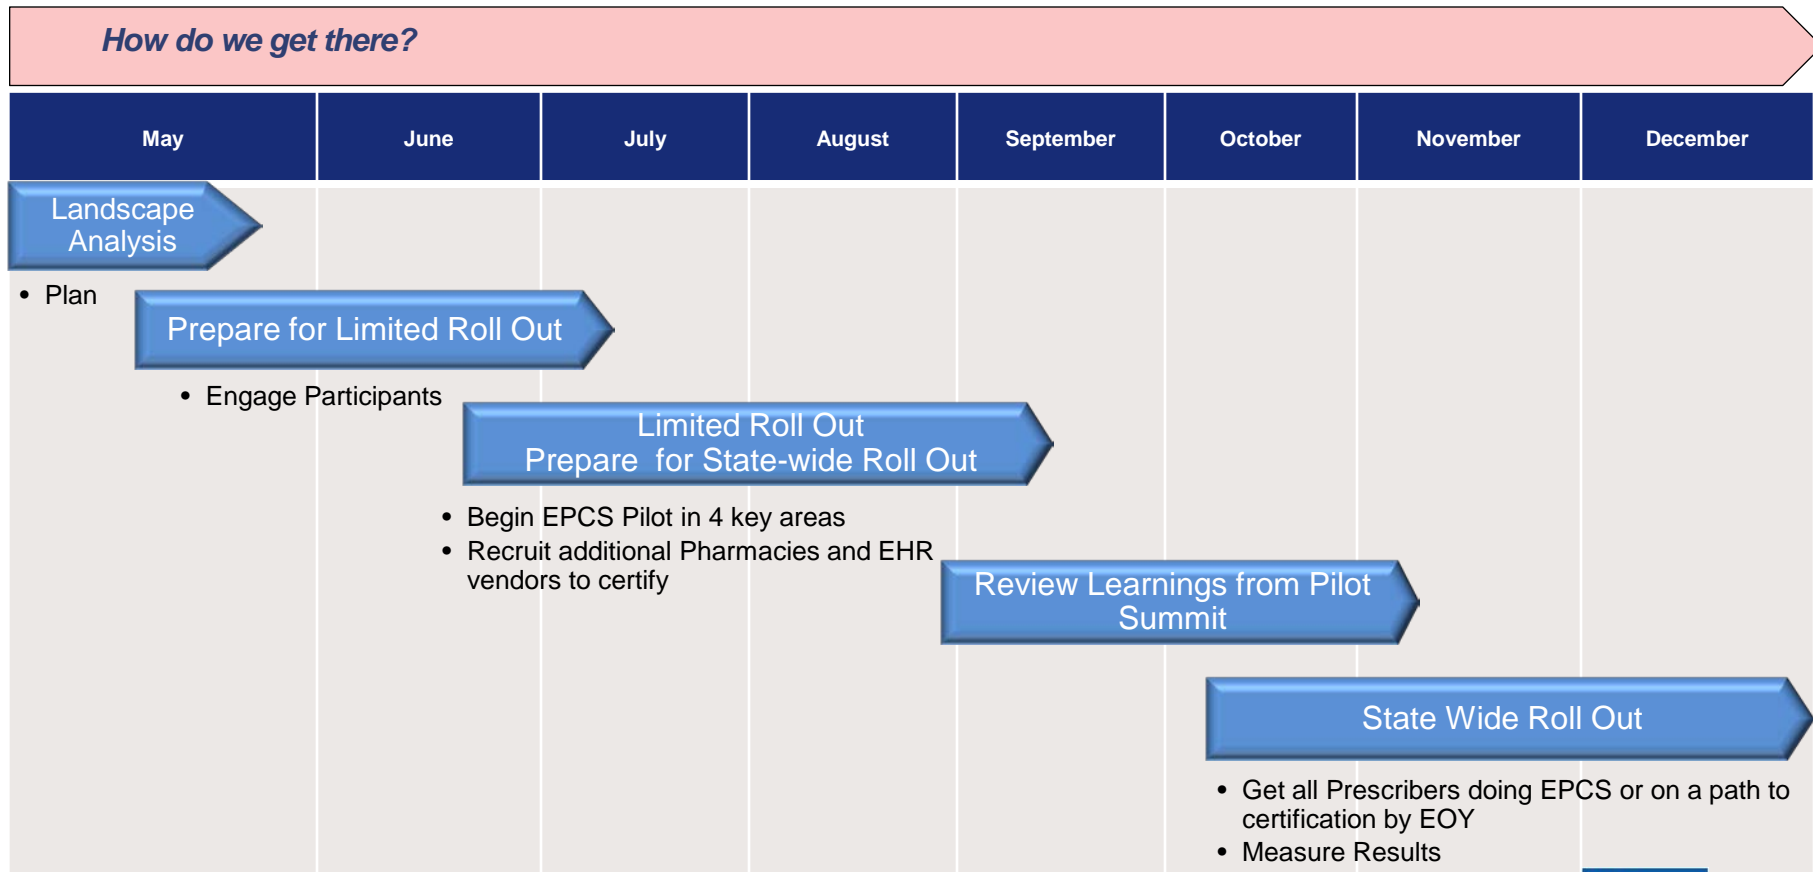 How do we get there?
May June July August September October November December
Landscape
Analysis
• Plan
Prepare for Limited Roll Out
• Engage Participants
Limited Roll Out
Prepare for State-wide Roll Out
• Begin EPCS Pilot in 4 key areas
• Recruit additional Pharmacies and EHR
vendors to certify
Review Learnings from Pilot
Summit
State Wide Roll Out
• Get all Prescribers doing EPCS or on a path to
certification by EOY
• Measure Results